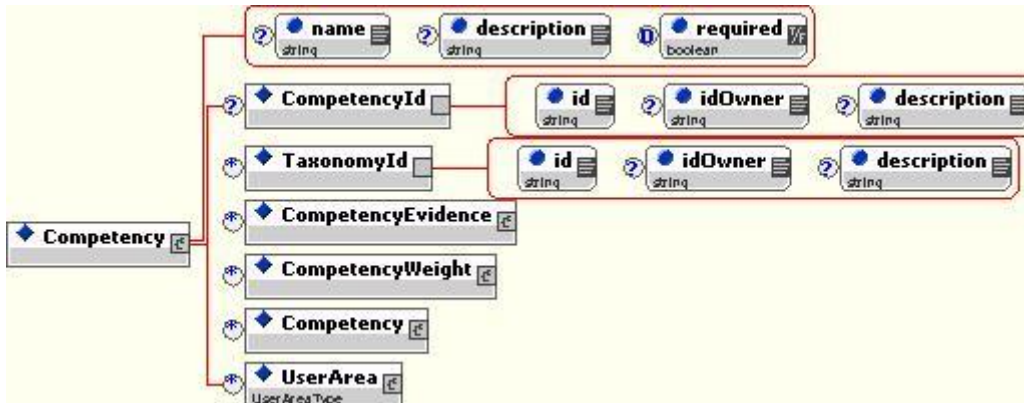 name description required
string string boolean
CompetencyId id idOwner description
string string string
TaxonomyId id idOwner description
string string string
CompetencyEvidence
Competency
CompetencyWeight
Competency
UserArea
UserAreaType